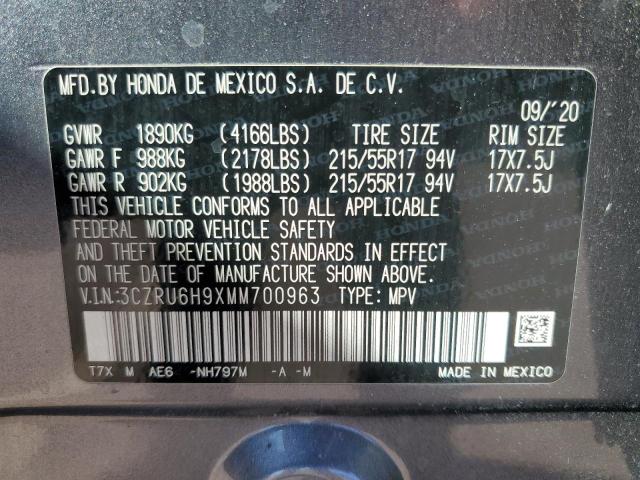 MFD.BY HONDA DE MEXICO S.A. DE C.V.
09/'20
GVWR 1890KG (4166LBS) TIRE SIZE RIM SIZE
GAWR F 988KG (2178LBS) 215/55R17 94V 17X7.5J
GAWR R 902KG (1988LBS) 215/55R17 94V 17X7.5J
THIS VEHICLE CONFORMS TO ALL APPLICABLE
FEDERAL MOTOR VEHICLE SAFETY
AND THEFT PREVENTION STANDARDS IN EFFECT ON
THE DATE OF MANUFACTURE SHOWN ABOVE.
V.I.N.:3CZRU6H9XMM700963 TYPE: MPV
T7X M AE6 -NH797M -A -M
MADE IN MEXICO